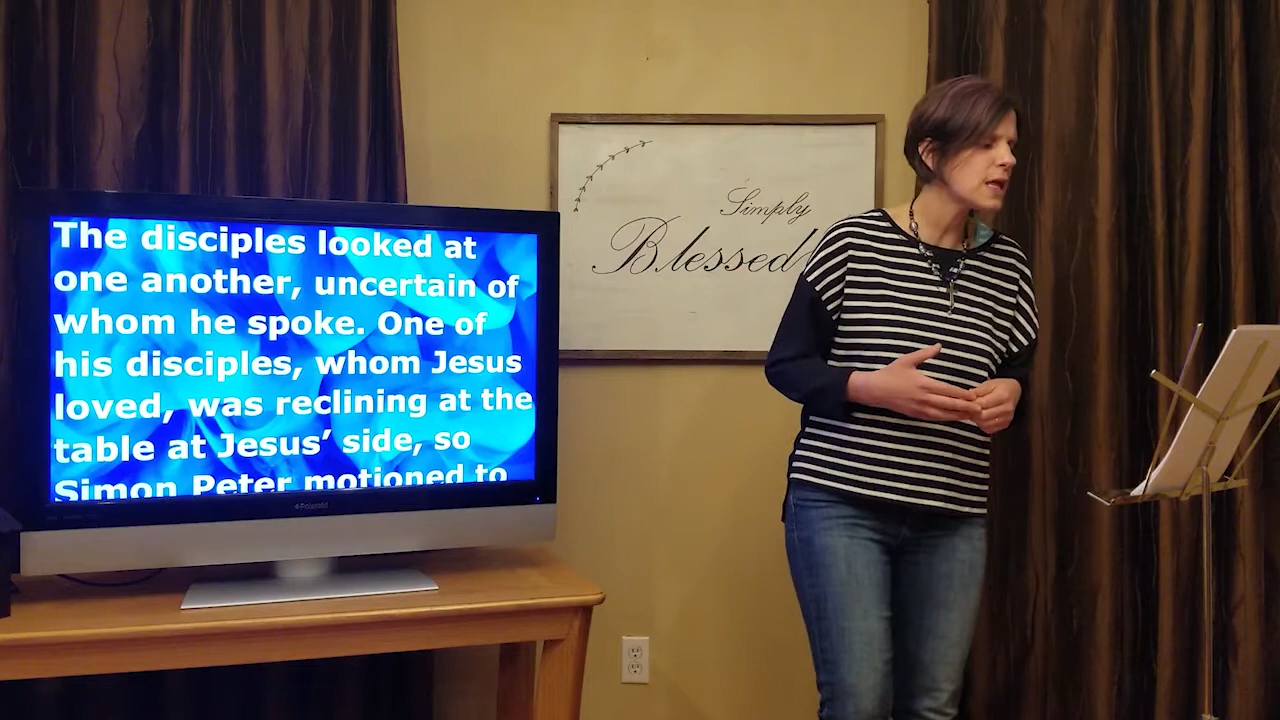 The disciples looked at
one another, uncertain of
whom he spoke. One of
his disciples, whom Jesus
loved, was reclining at the
table at Jesus’ side, so
Simon Peter motioned to
Polaroid
Simply
Blessed